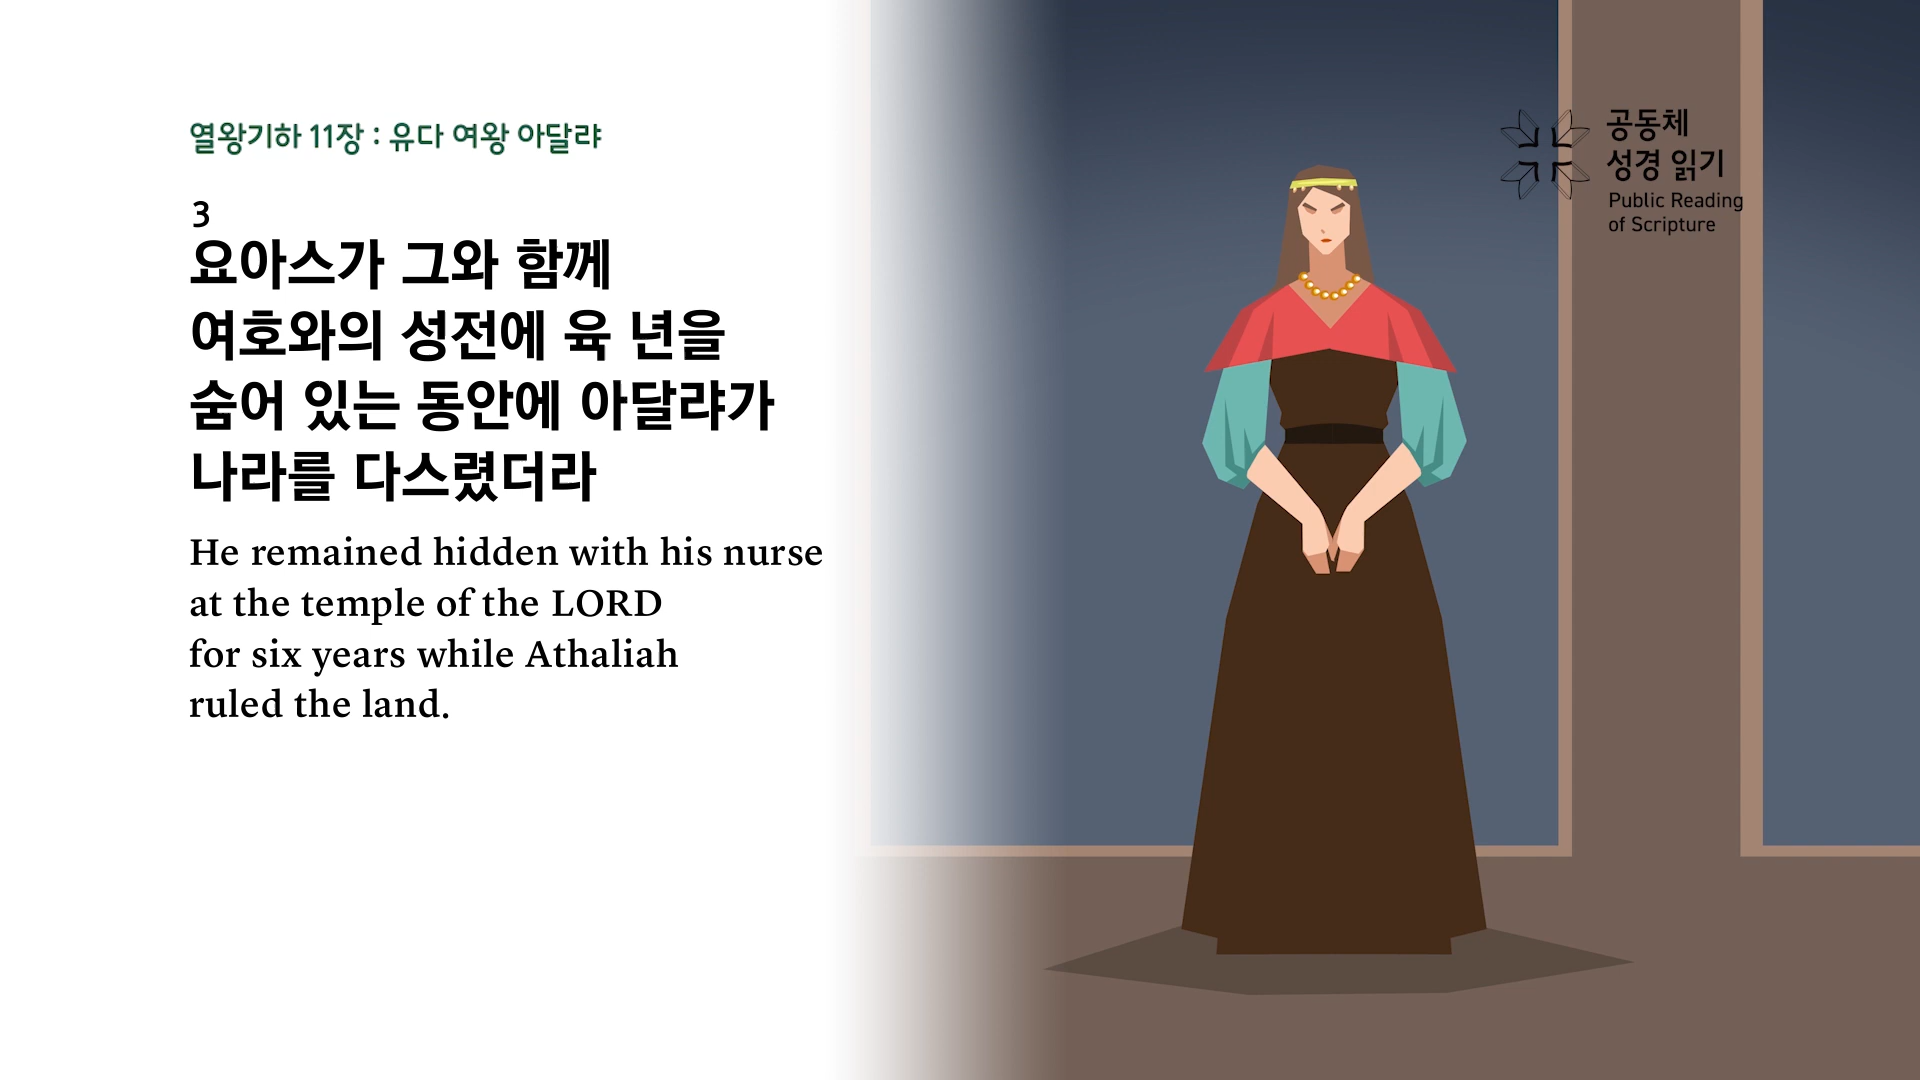 열왕기하 11장 : 유다 여왕 아달랴
3
요아스가 그와 함께
여호와의 성전에 육 년을
숨어 있는 동안에 아달랴가
나라를 다스렸더라
He remained hidden with his nurse
at the temple of the LORD
for six years while Athaliah
ruled the land.
공동체
성경 읽기
Public Reading
of Scripture